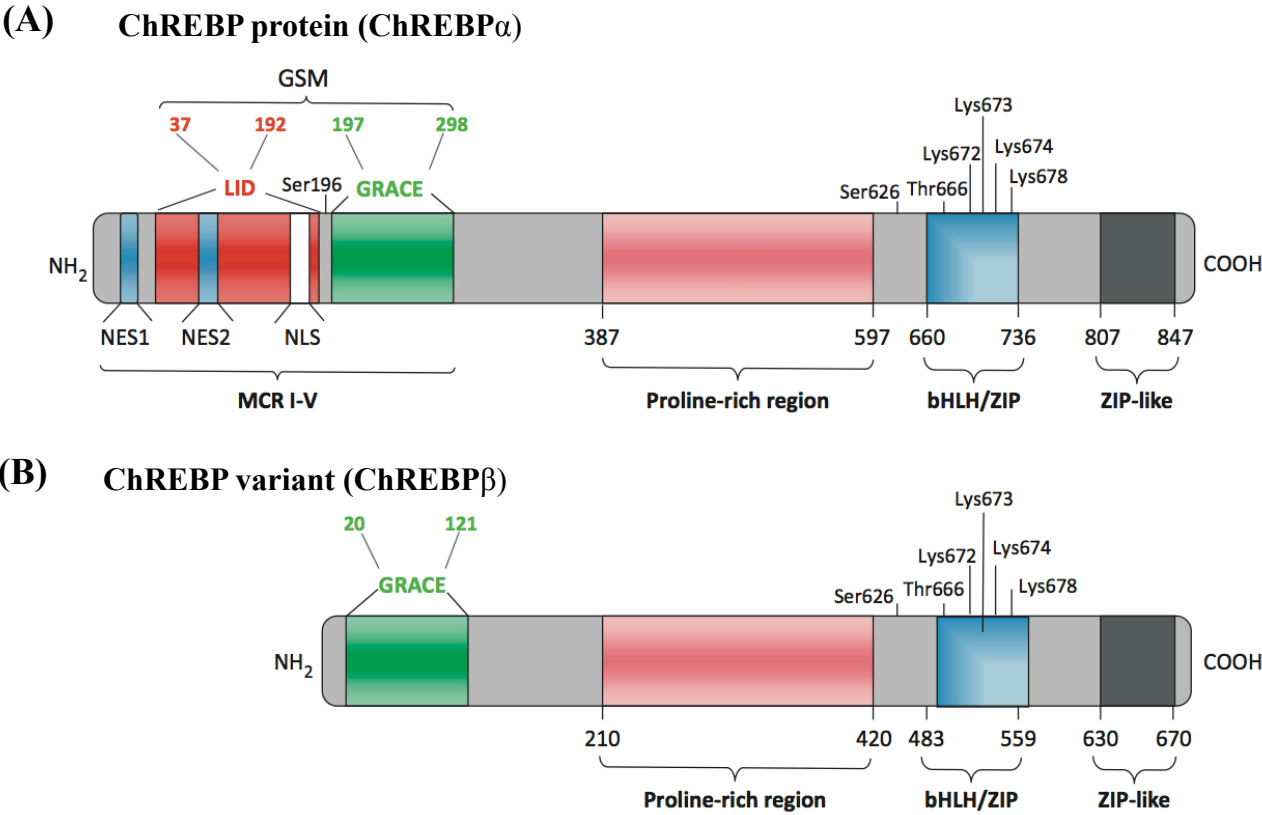 (A) ChREBP protein (ChREBPα)
GSM
37 192 197 298
Lys673
Lys672 Lys674
LID Ser196 GRACE Ser626 Thr666 Lys678
NH2 COOH
NES1 NES2 NLS 387 597 660 736 807 847
MCR I-V Proline-rich region bHLH/ZIP ZIP-like
(B) ChREBP variant (ChREBPβ)
Lys673
20 121
Lys672 Lys674
GRACE Ser626 Thr666 Lys678
NH2 COOH
210 420 483 559 630 670
Proline-rich region bHLH/ZIP ZIP-like